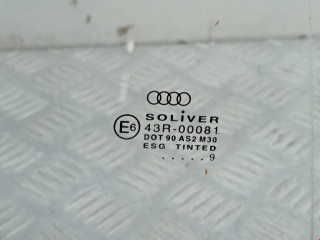 SOLIVER
E6 43R-00081
DOT 90 AS2 M30
ESG TINTED
.....9